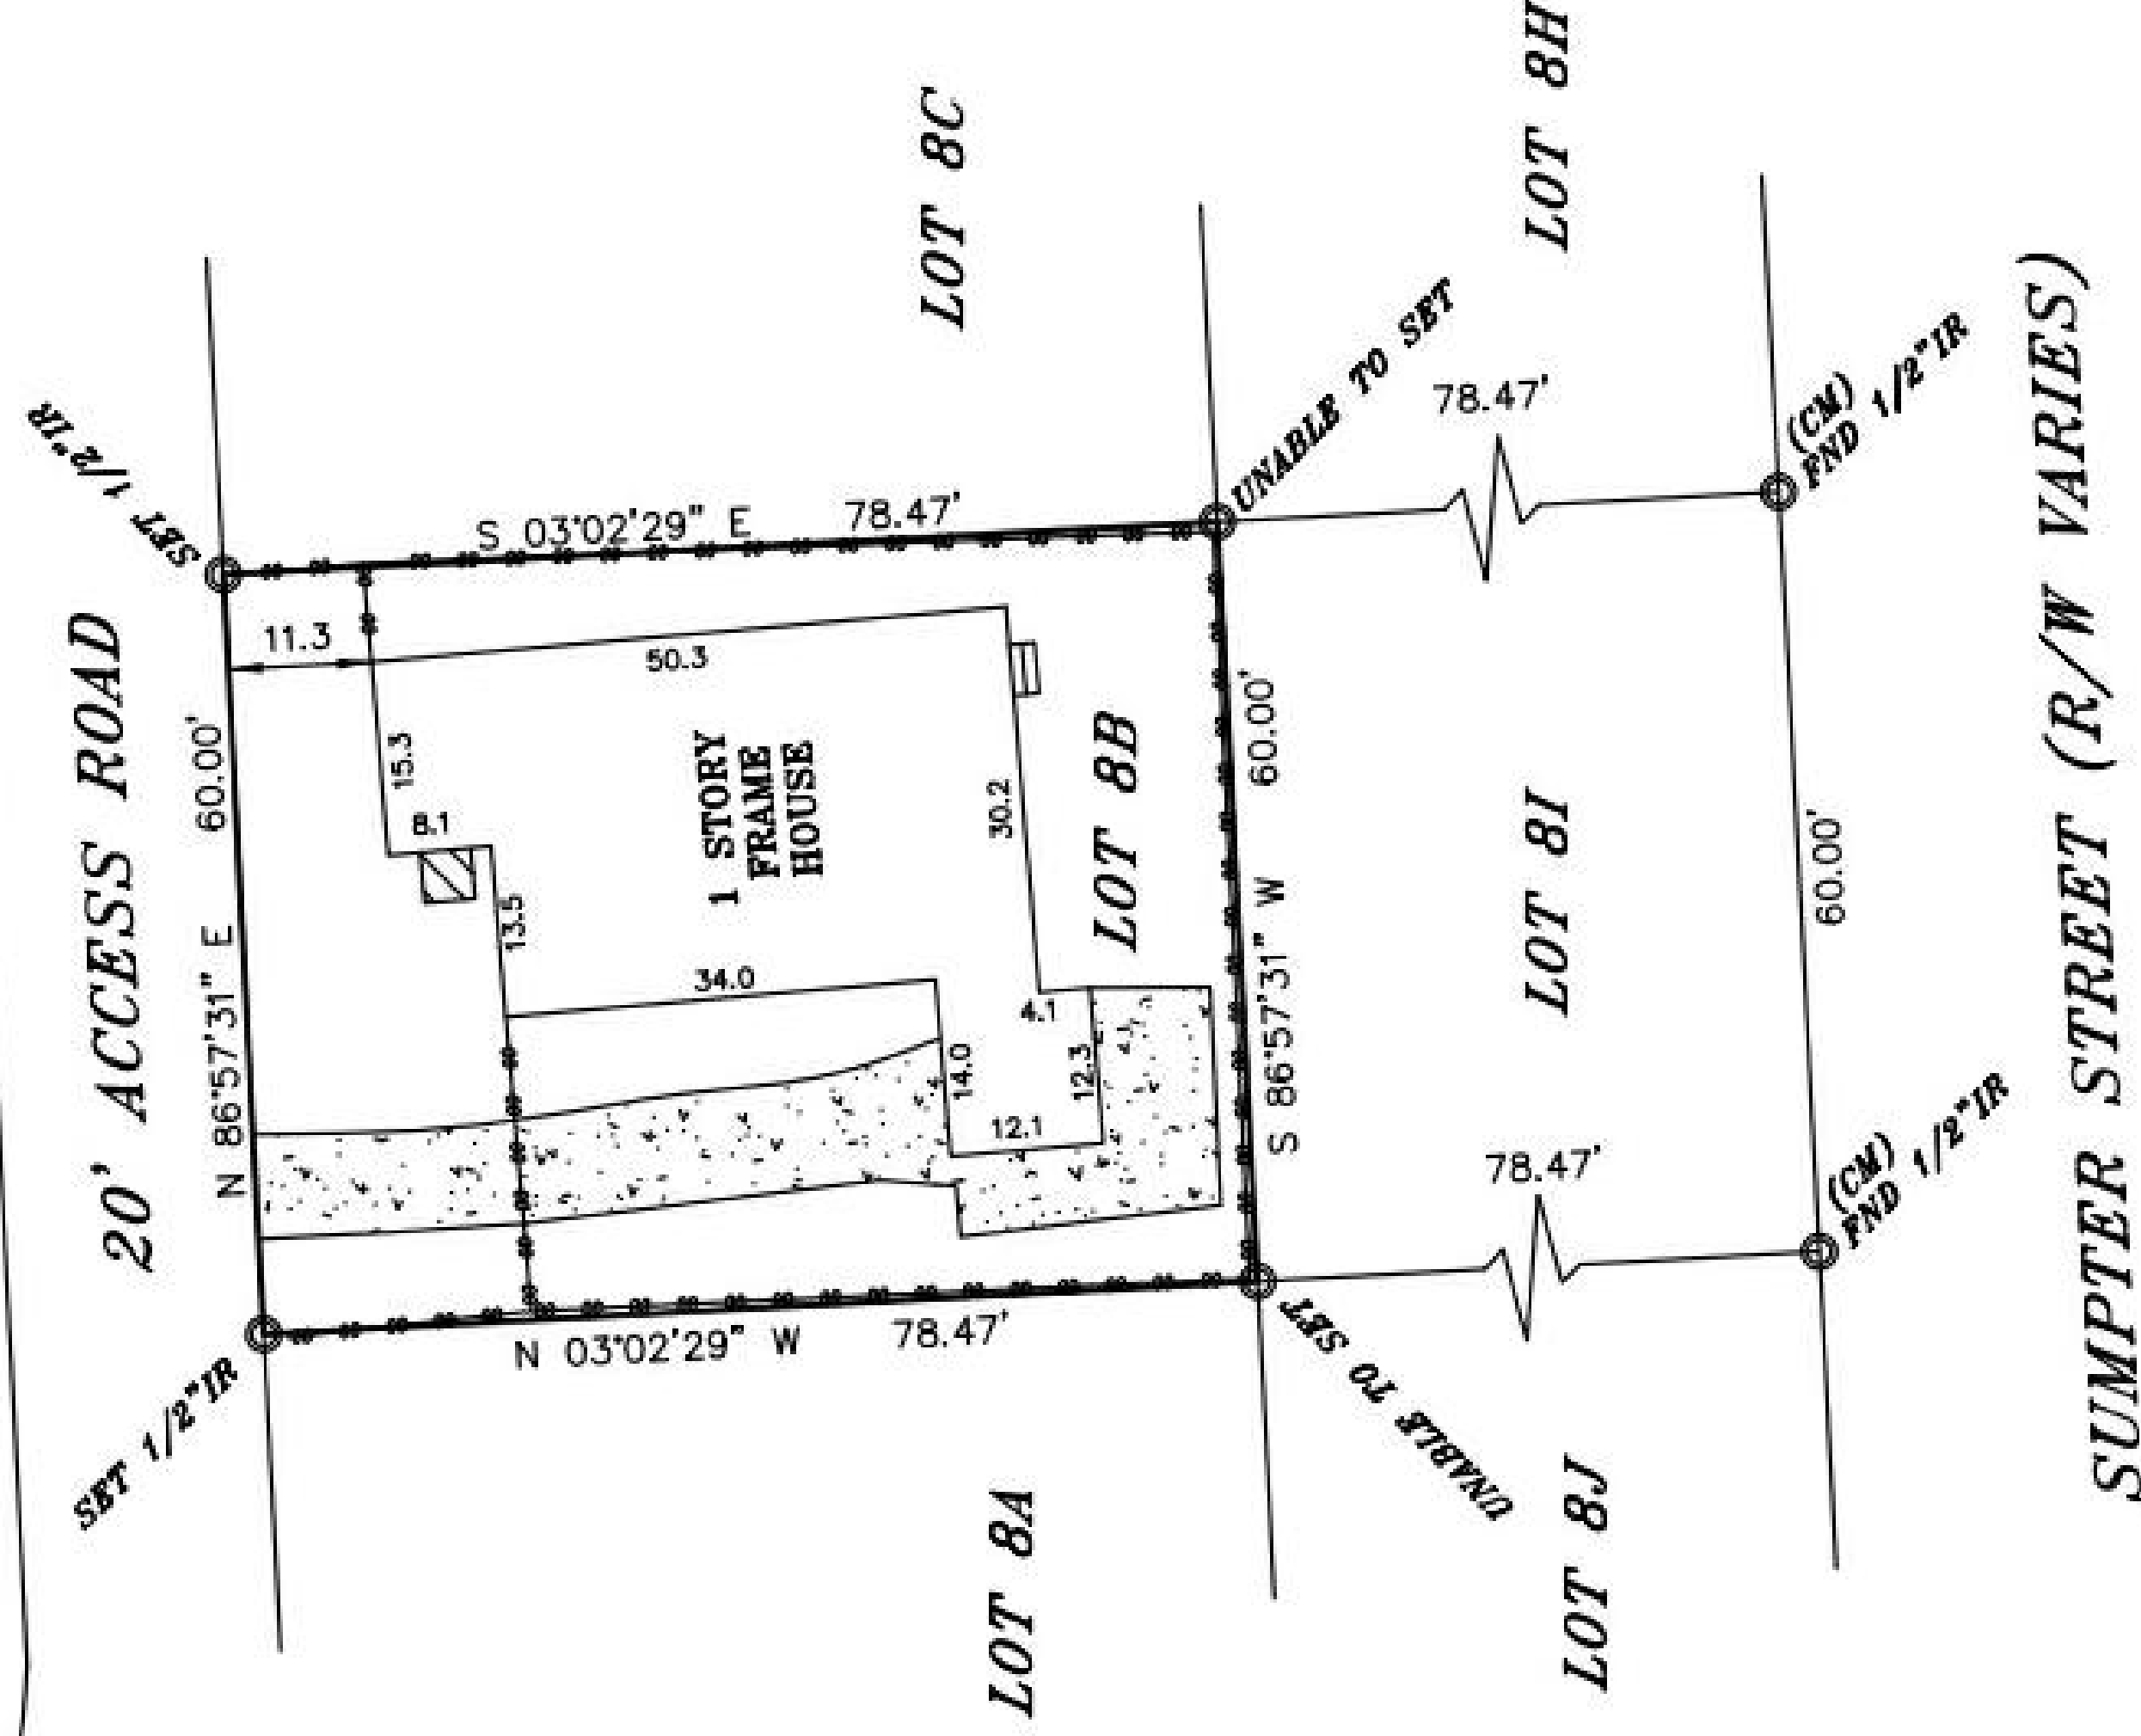 LOT 8H
LOT 8C
SUMPTER STREET (R/W VARIES)
SET 1/2"IR
UNABLE TO SET
78.47'
(CM)
FND 1/2"IR
S 03°02'29" E 78.47'
20' ACCESS ROAD
11.3
50.3
N 86°57'31" E 60.00'
15.3
8.1
1 STORY
FRAME
HOUSE
30.2
LOT 8B
S 86°57'31" W 60.00'
LOT 8I
60.00'
13.5
34.0
4.1
14.0
12.3
12.1
78.47'
(CM)
FND 1/2"IR
N 03°02'29" W 78.47'
SET 1/2"IR
UNABLE TO SET
LOT 8A
LOT 8J